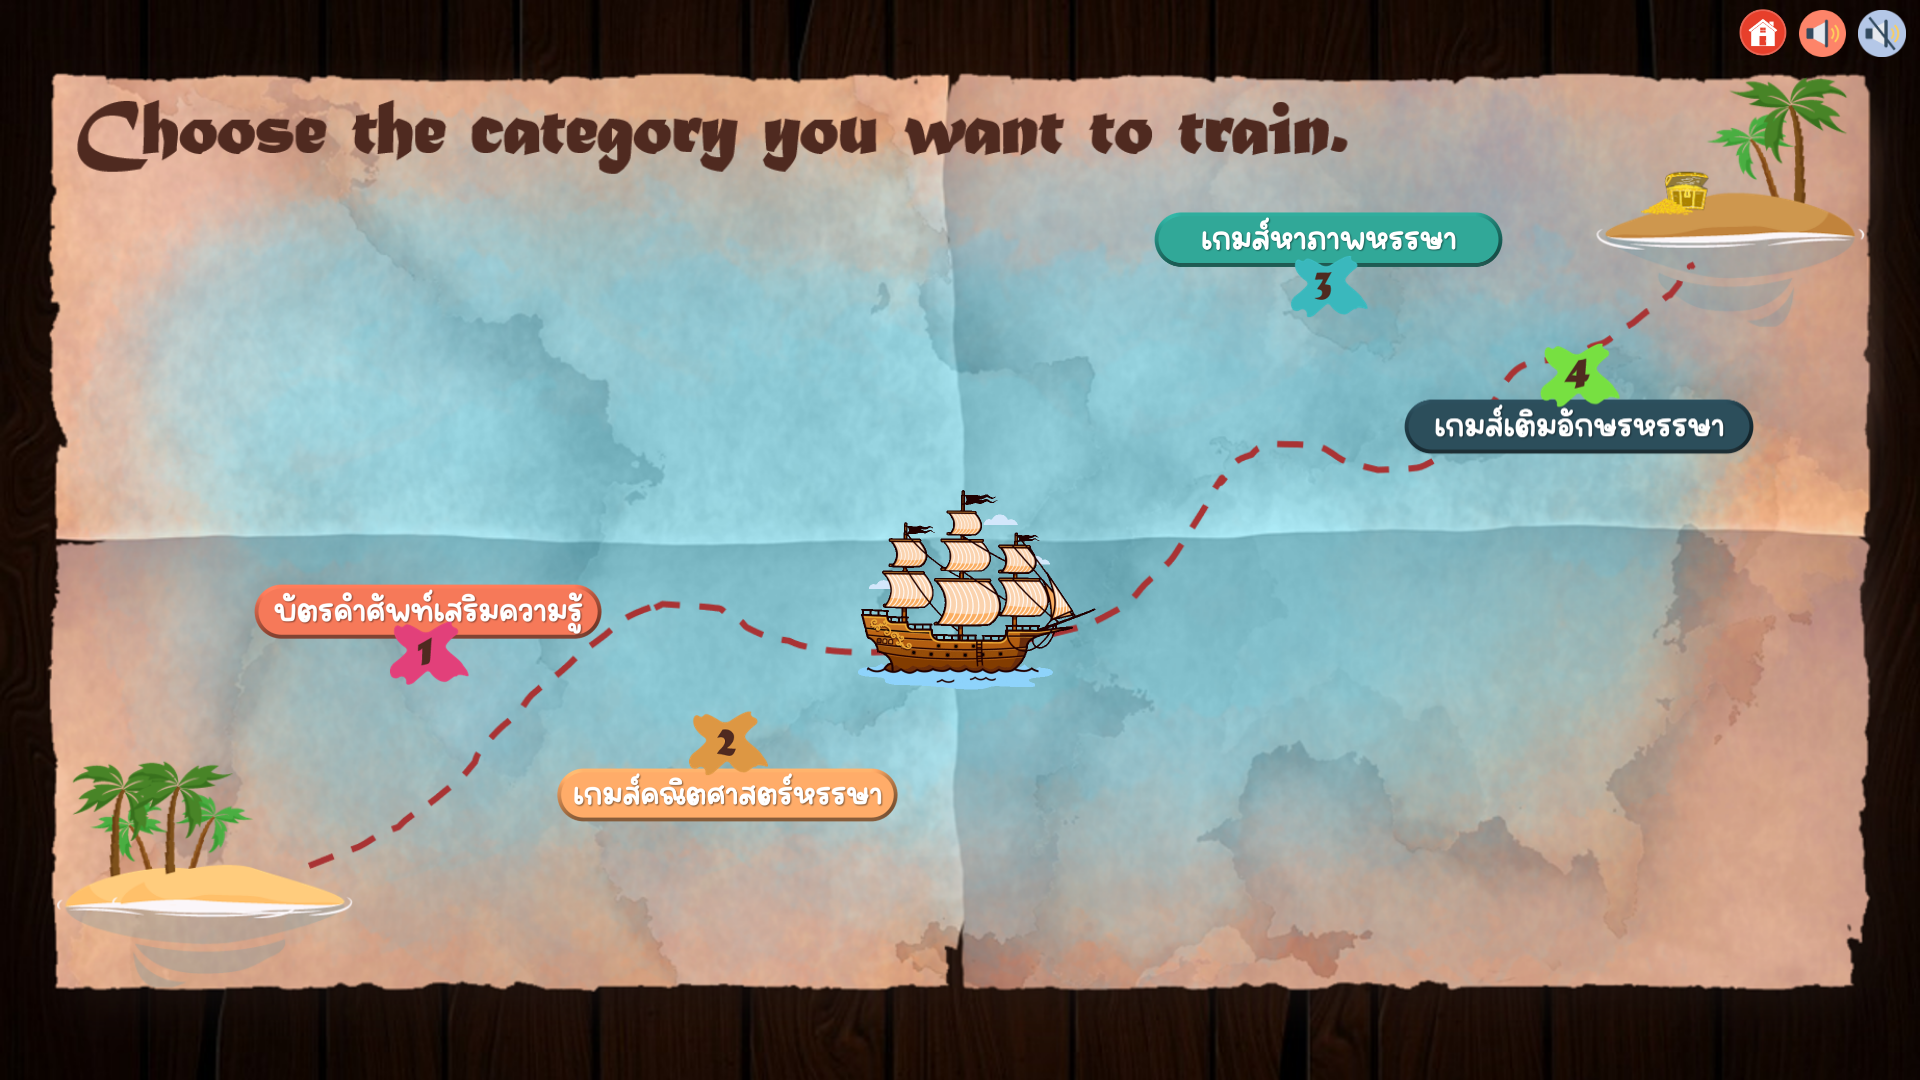 Choose the category you want to train.
เกมส์หาภาพหรรษา
3
4
เกมส์เติมอักษรหรรษา
บัตรคำศัพท์เสริมความรู้
1
2
เกมส์คณิตศาสตร์หรรษา